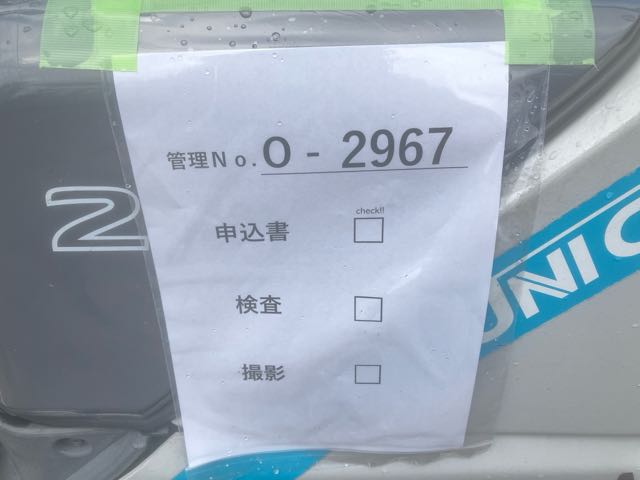 管理No. O - 2967
check!!
申込書 □
検査 □
撮影 □
2
UNIC